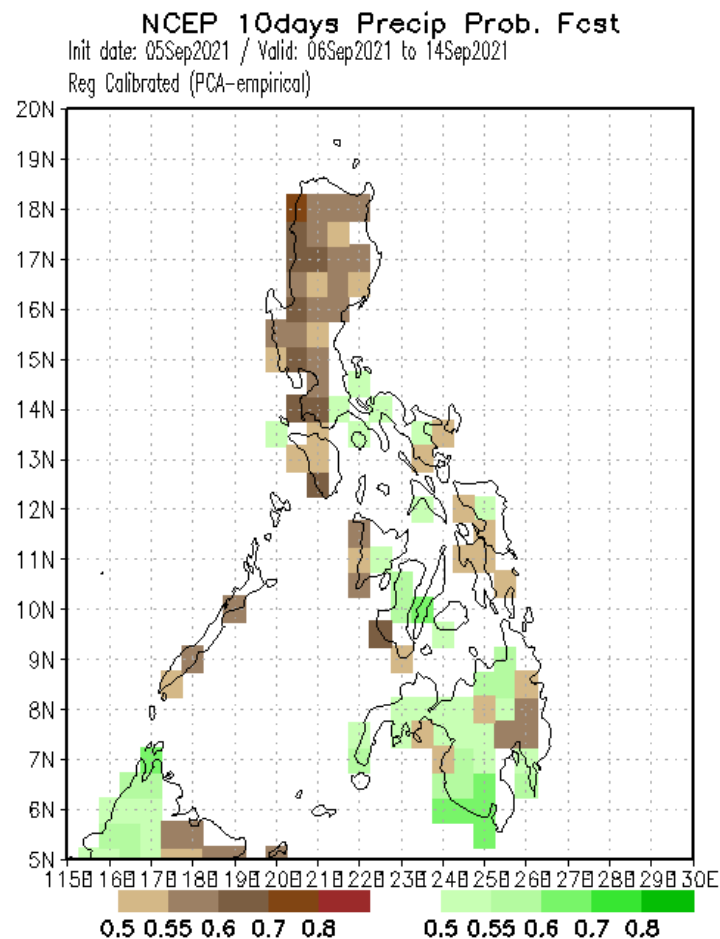 NCEP 10days Precip Prob. Fcst
Init date: 05Sep2021 / Valid: 06Sep2021 to 14Sep2021
Reg Calibrated (PCA-empirical)
20N
19N
18N
17N
16N
15N
14N
13N
12N
11N
10N
9N
8N
7N
6N
5N
130E
0.5 0.55 0.6 0.7 0.8
0.5 0.55 0.6 0.7 0.8